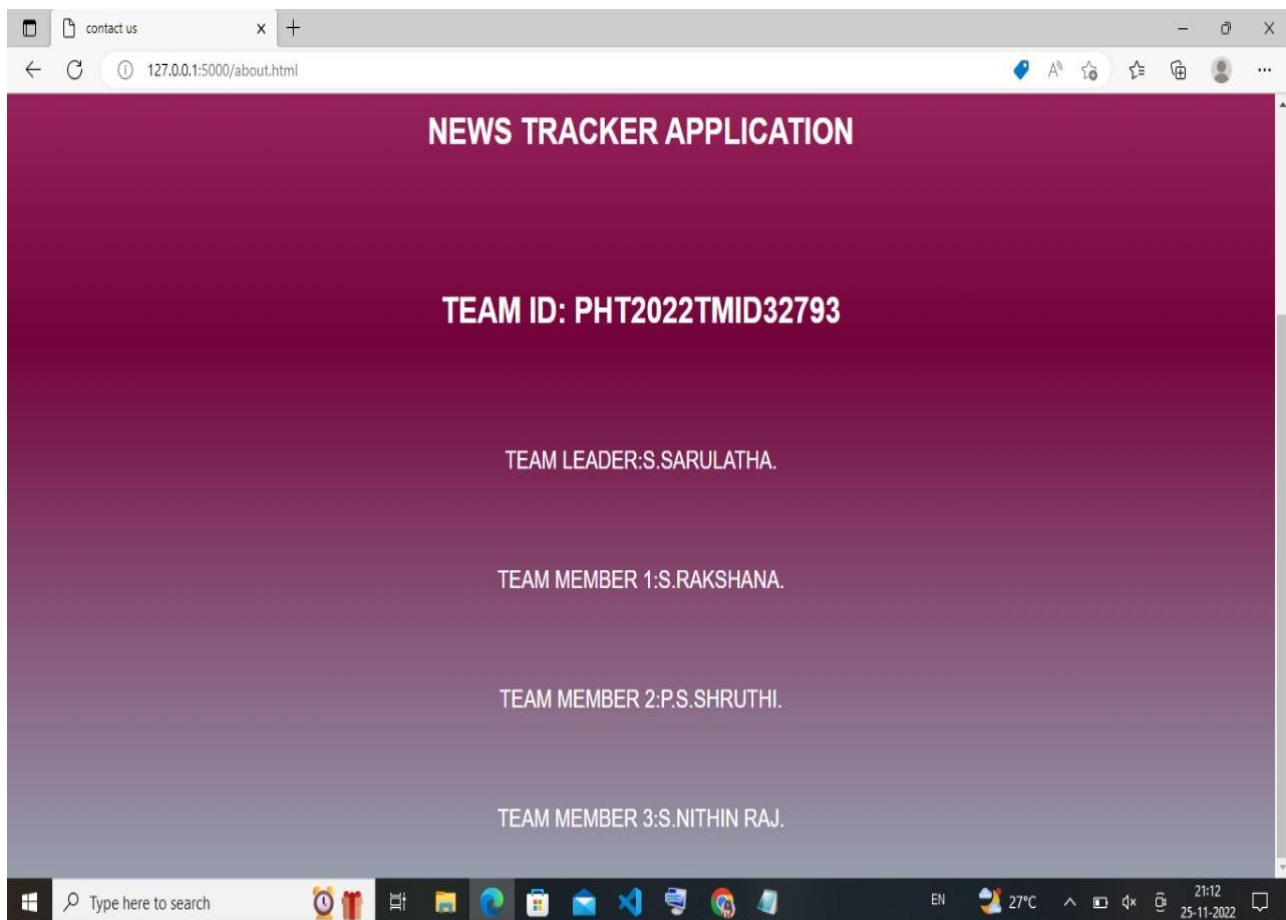 contact us
127.0.0.1:5000/about.html
NEWS TRACKER APPLICATION
TEAM ID: PHT2022TMID32793
TEAM LEADER:S.SARULATHA.
TEAM MEMBER 1:S.RAKSHANA.
TEAM MEMBER 2:P.S.SHRUTHI.
TEAM MEMBER 3:S.NITHIN RAJ.
Type here to search
EN
27°C
21:12
25-11-2022